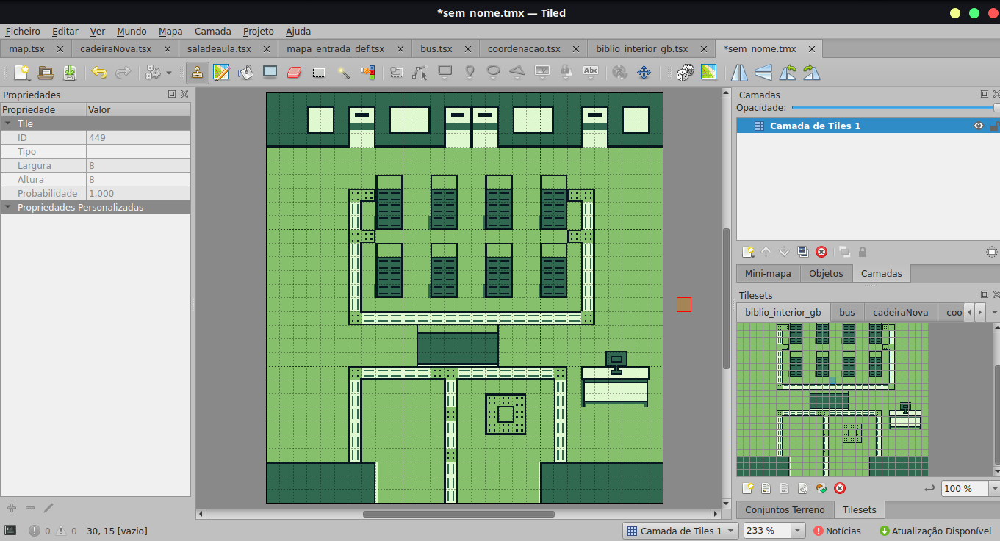 *sem_nome.tmx — Tiled
Ficheiro Editar Ver Mundo Mapa Camada Projeto Ajuda
map.tsx cadeiraNova.tsx saladeaula.tsx mapa_entrada_def.tsx bus.tsx coordenacao.tsx biblio_interior_gb.tsx *sem_nome.tmx
Abc
Propriedades
Propriedade Valor
Tile
ID 449
Tipo
Largura 8
Altura 8
Probabilidade 1,000
Propriedades Personalizadas
Camadas
Opacidade:
Camada de Tiles 1
Mini-mapa Objetos Camadas
Tilesets
biblio_interior_gb bus cadeiraNova coor
100 %
Conjuntos Terreno Tilesets
0 0 30, 15 [vazio] Camada de Tiles 1 233 % Notícias Atualização Disponível